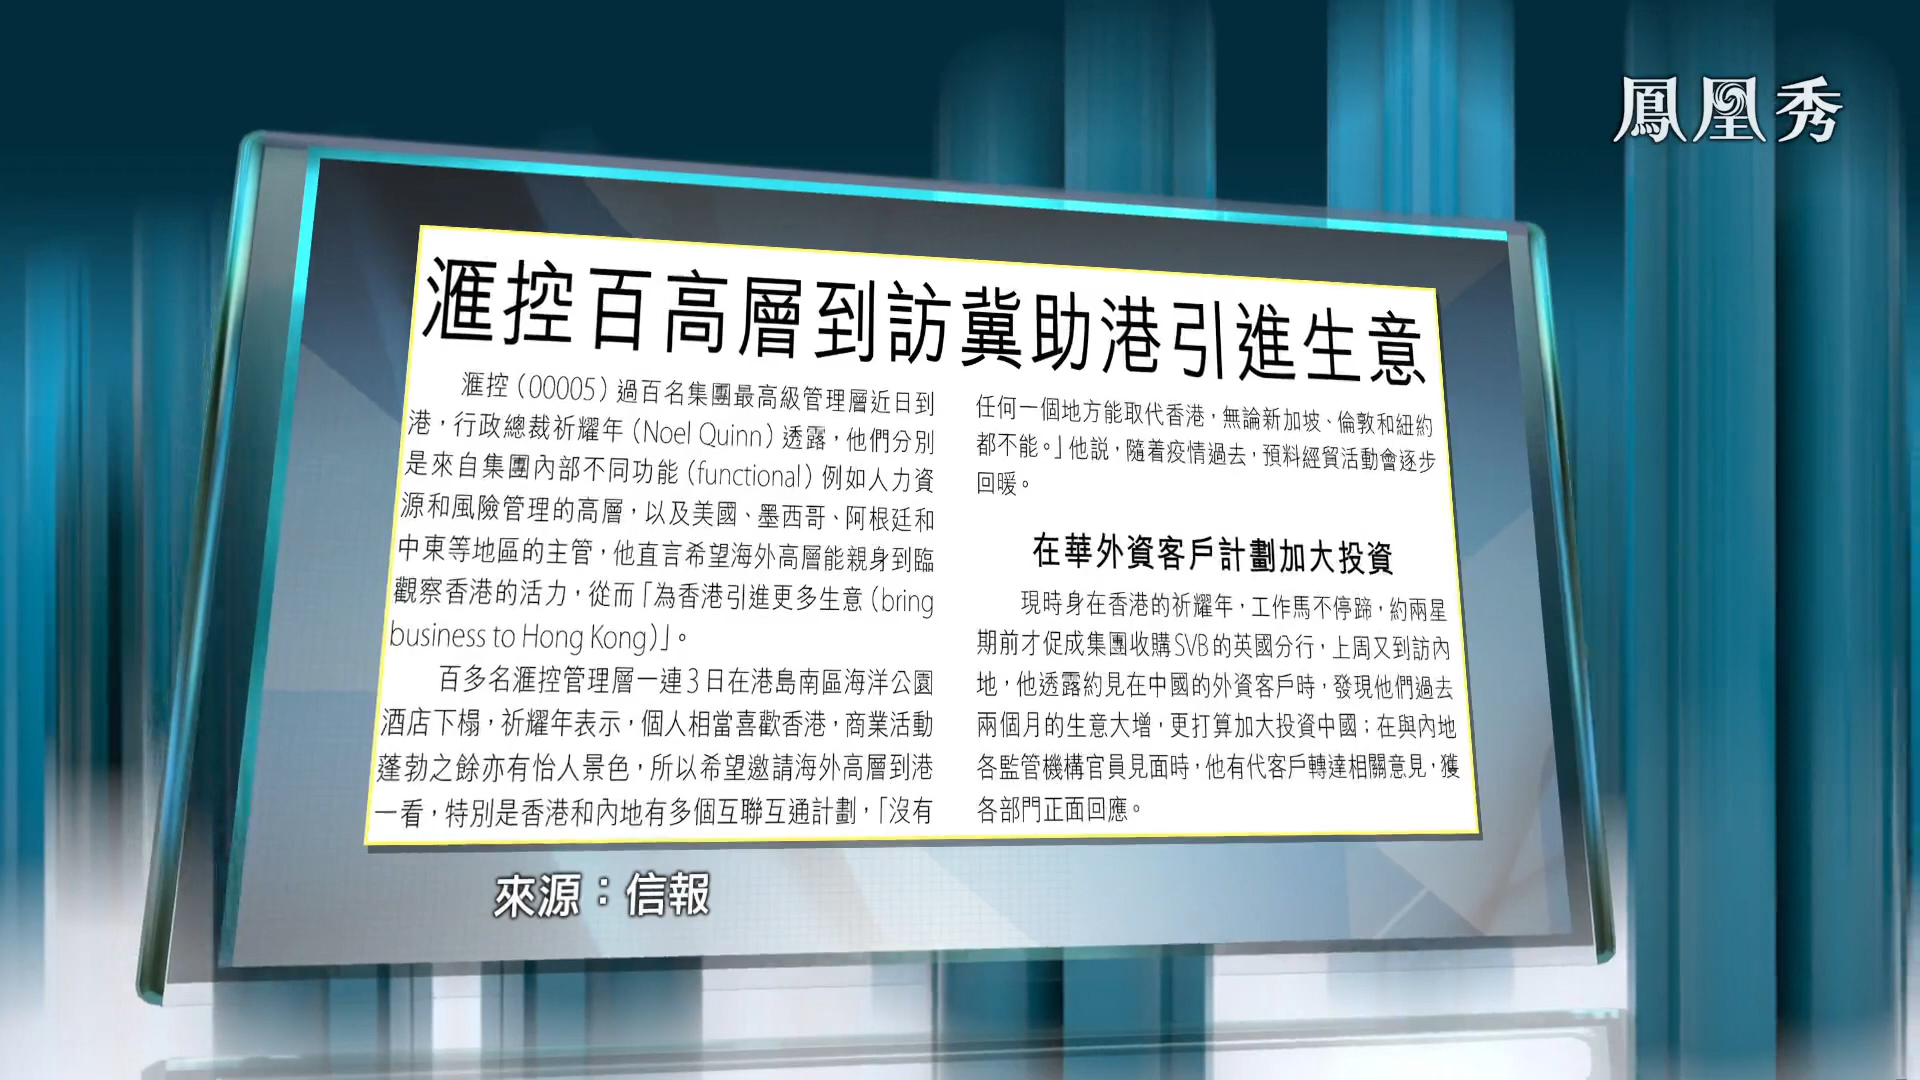 鳳凰秀
滙控百高層到訪冀助港引進生意
滙控（00005）過百名集團最高級管理層近日到
港，行政總裁祈耀年（Noel Quinn）透露，他們分別
是來自集團內部不同功能（functional）例如人力資
源和風險管理的高層，以及美國、墨西哥、阿根廷和
中東等地區的主管，他直言希望海外高層能親身到臨
觀察香港的活力，從而「為香港引進更多生意（bring
business to Hong Kong）」。
百多名滙控管理層一連3日在港島南區海洋公園
酒店下榻，祈耀年表示，個人相當喜歡香港，商業活動
蓬勃之餘亦有怡人景色，所以希望邀請海外高層到港
一看，特別是香港和內地有多個互聯互通計劃，「沒有
任何一個地方能取代香港，無論新加坡、倫敦和紐約
都不能。」他說，隨着疫情過去，預料經貿活動會逐步
回暖。
在華外資客戶計劃加大投資
現時身在香港的祈耀年，工作馬不停蹄，約兩星
期前才促成集團收購SVB的英國分行，上周又到訪內
地，他透露約見在中國的外資客戶時，發現他們過去
兩個月的生意大增，更打算加大投資中國；在與內地
各監管機構官員見面時，他有代客戶轉達相關意見，獲
各部門正面回應。
來源：信報